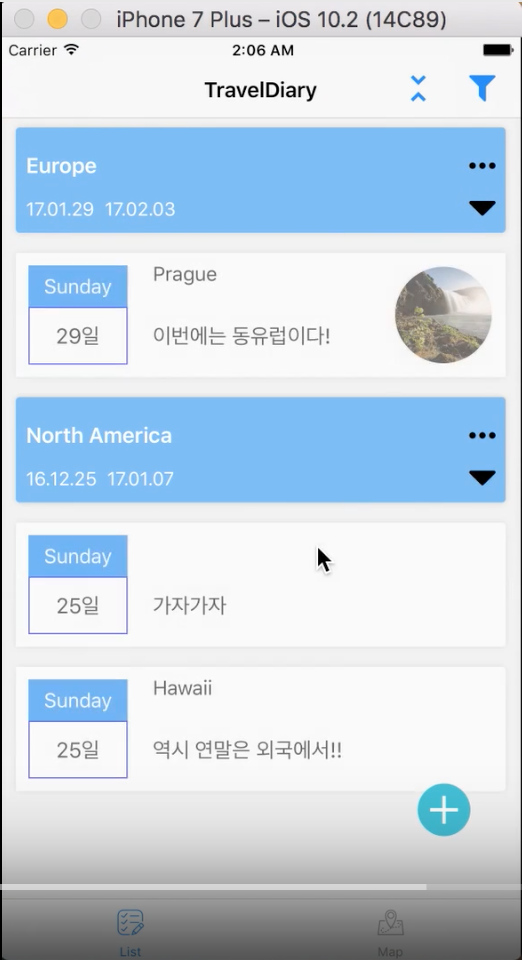 iPhone 7 Plus – iOS 10.2 (14C89)
Carrier 2:06 AM
TravelDiary
Europe
17.01.29 17.02.03
Sunday
Prague
29일
이번에는 동유럽이다!
North America
16.12.25 17.01.07
Sunday
25일
가자가자
Sunday
Hawaii
25일
역시 연말은 외국에서!!
List
Map